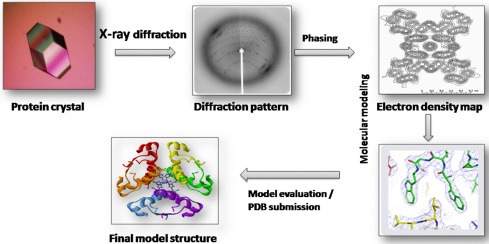 X-ray diffraction
Phasing
Protein crystal
Diffraction pattern
Electron density map
Molecular modeling
Model evaluation /
PDB submission
Final model structure